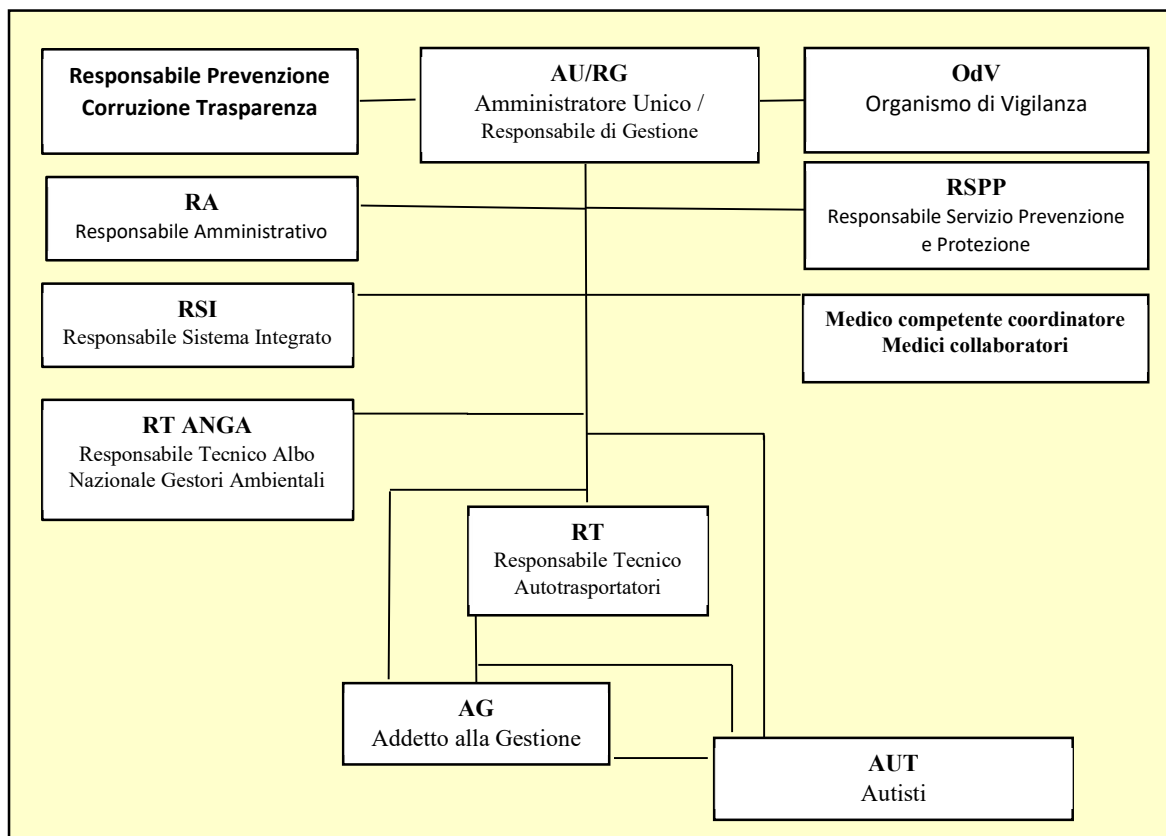 Responsabile Prevenzione
Corruzione Trasparenza
AU/RG
Amministratore Unico /
Responsabile di Gestione
OdV
Organismo di Vigilanza
RA
Responsabile Amministrativo
RSPP
Responsabile Servizio Prevenzione
e Protezione
RSI
Responsabile Sistema Integrato
Medico competente coordinatore
Medici collaboratori
RT ANGA
Responsabile Tecnico Albo
Nazionale Gestori Ambientali
RT
Responsabile Tecnico
Autotrasportatori
AG
Addetto alla Gestione
AUT
Autisti